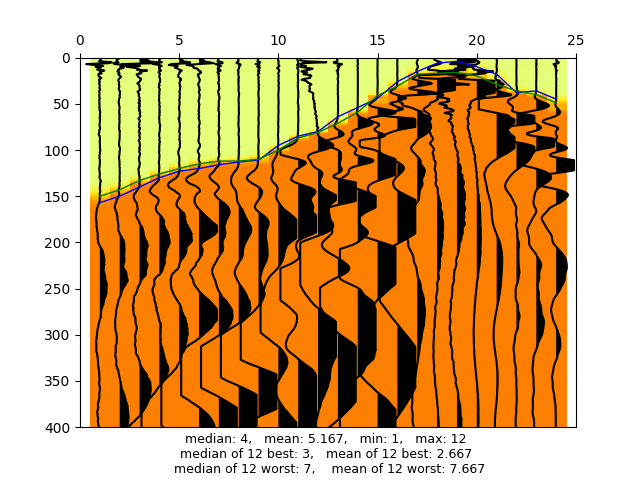 0 5 10 15 20 25
0
50
100
150
200
250
300
350
400
median: 4, mean: 5.167, min: 1, max: 12
median of 12 best: 3, mean of 12 best: 2.667
median of 12 worst: 7, mean of 12 worst: 7.667